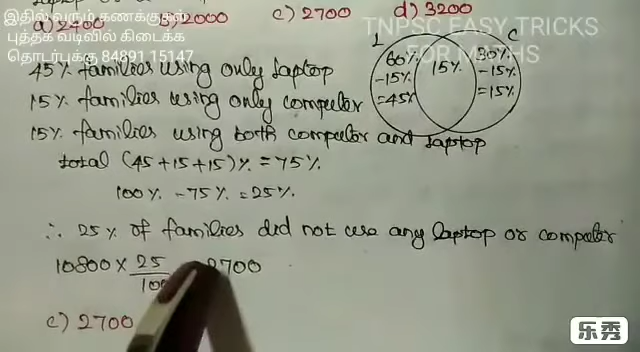 இதில் வரும் கணக்குகள்
புத்தக வடிவில் கிடைக்க
தொடர்புக்கு 8489115147
TNPSC EASY TRICKS
FOR MATHS
b) 2000 c) 2700 d) 3200
L C
60%
-15%
=45%
15%
30%
-15%
=15%
45% families using only laptop
15% families using only computer
15% families using both computer and laptop
total (45+15+15)% = 75%
100% - 75% = 25%
∴ 25% of families did not use any laptop or computer
10800 × 25/100 2700
c) 2700
乐秀